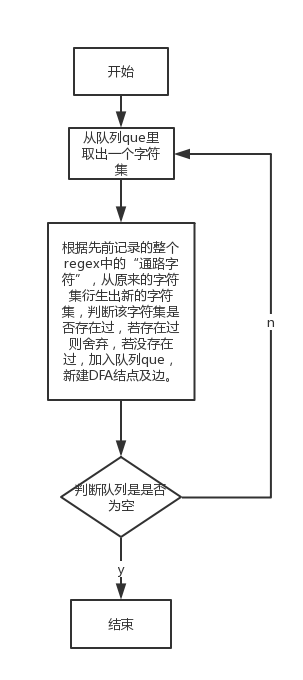 开始
从队列que里
取出一个字符
集
根据先前记录的整个
regex中的“通路字
符”，从原来的字符
集衍生出新的字符
集，判断该字符集是
否存在过，若存在过
则舍弃，若没存在
过，加入队列que，
新建DFA结点及边。
n
判断队列是是否
为空
y
结束